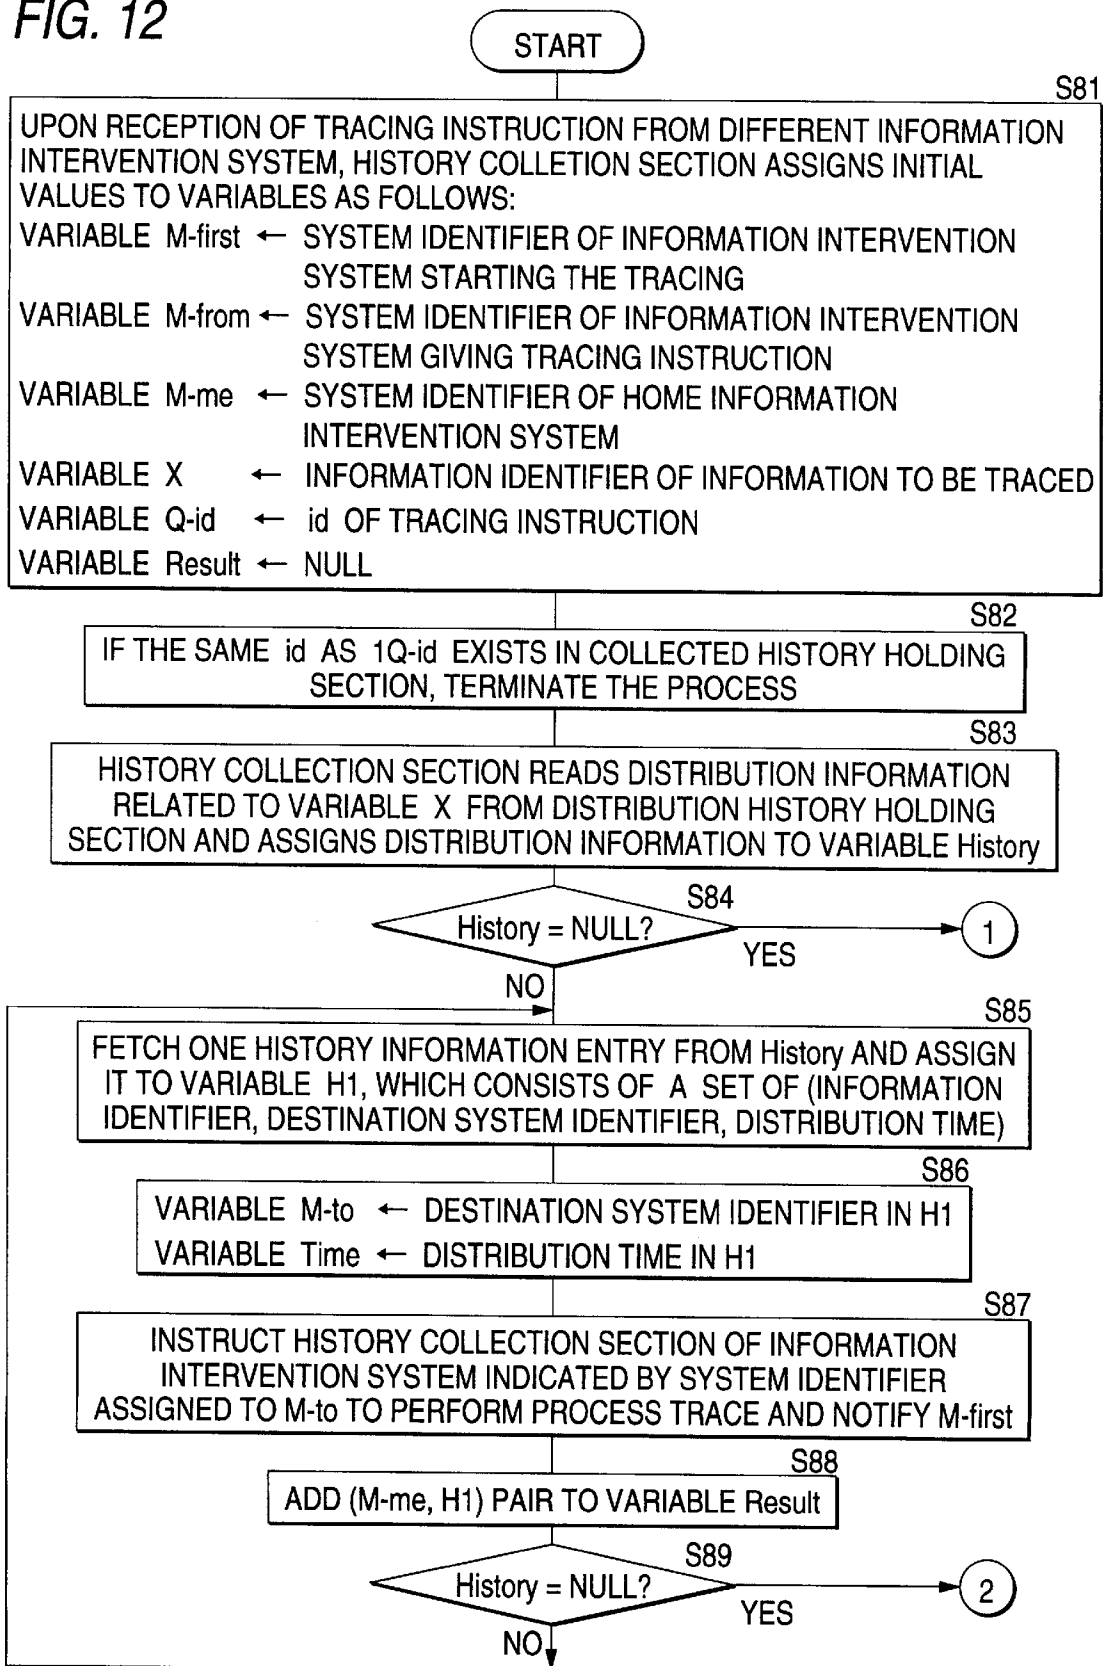 FIG. 12
START
S81
UPON RECEPTION OF TRACING INSTRUCTION FROM DIFFERENT INFORMATION
INTERVENTION SYSTEM, HISTORY COLLETION SECTION ASSIGNS INITIAL
VALUES TO VARIABLES AS FOLLOWS:
VARIABLE M-first ← SYSTEM IDENTIFIER OF INFORMATION INTERVENTION
SYSTEM STARTING THE TRACING
VARIABLE M-from ← SYSTEM IDENTIFIER OF INFORMATION INTERVENTION
SYSTEM GIVING TRACING INSTRUCTION
VARIABLE M-me ← SYSTEM IDENTIFIER OF HOME INFORMATION
INTERVENTION SYSTEM
VARIABLE X ← INFORMATION IDENTIFIER OF INFORMATION TO BE TRACED
VARIABLE Q-id ← id OF TRACING INSTRUCTION
VARIABLE Result ← NULL
S82
IF THE SAME id AS 1Q-id EXISTS IN COLLECTED HISTORY HOLDING
SECTION, TERMINATE THE PROCESS
S83
HISTORY COLLECTION SECTION READS DISTRIBUTION INFORMATION
RELATED TO VARIABLE X FROM DISTRIBUTION HISTORY HOLDING
SECTION AND ASSIGNS DISTRIBUTION INFORMATION TO VARIABLE History
S84
History = NULL?
1
YES
NO
S85
FETCH ONE HISTORY INFORMATION ENTRY FROM History AND ASSIGN
IT TO VARIABLE H1, WHICH CONSISTS OF A SET OF (INFORMATION
IDENTIFIER, DESTINATION SYSTEM IDENTIFIER, DISTRIBUTION TIME)
S86
VARIABLE M-to ← DESTINATION SYSTEM IDENTIFIER IN H1
VARIABLE Time ← DISTRIBUTION TIME IN H1
S87
INSTRUCT HISTORY COLLECTION SECTION OF INFORMATION
INTERVENTION SYSTEM INDICATED BY SYSTEM IDENTIFIER
ASSIGNED TO M-to TO PERFORM PROCESS TRACE AND NOTIFY M-first
S88
ADD (M-me, H1) PAIR TO VARIABLE Result
S89
History = NULL?
2
YES
NO